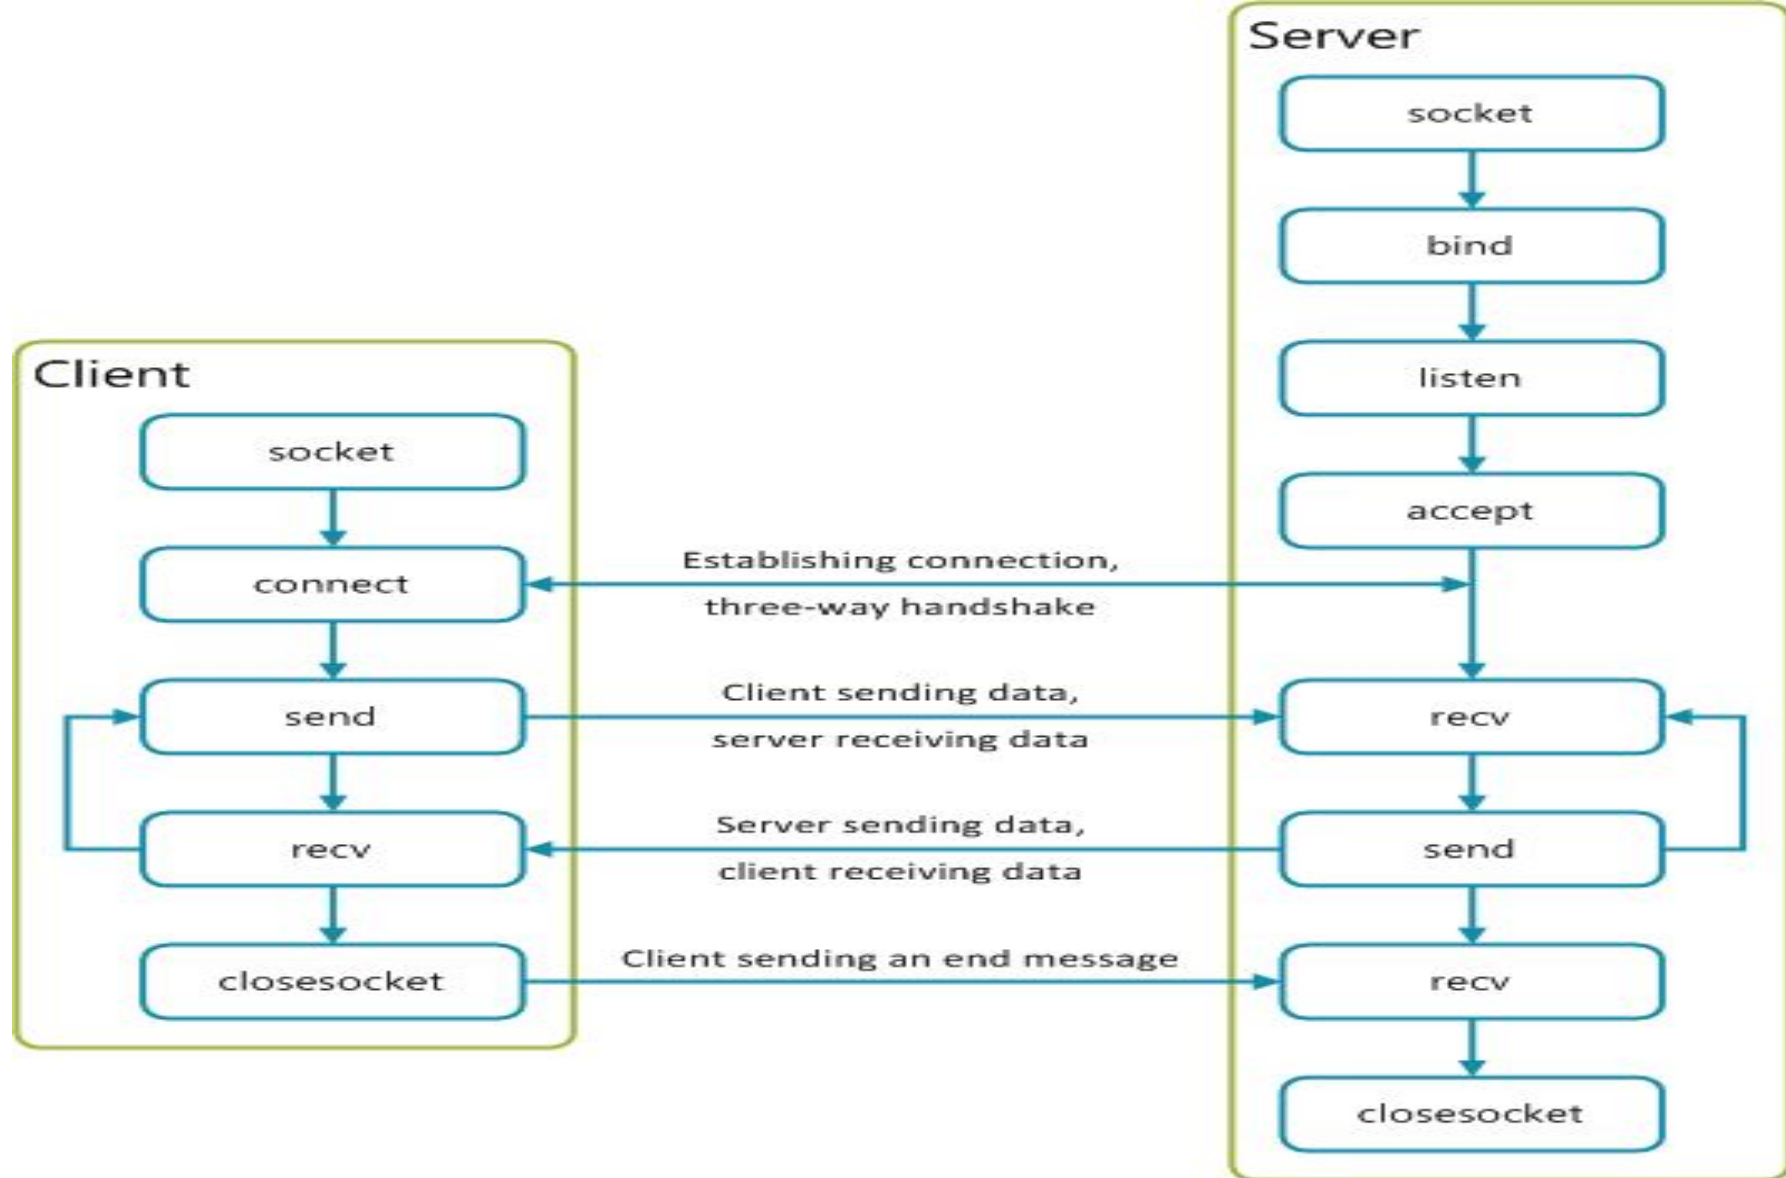 Server
socket
bind
listen
accept
Client
socket
connect
send
recv
closesocket
Establishing connection,
three-way handshake
Client sending data,
server receiving data
Server sending data,
client receiving data
Client sending an end message
recv
send
recv
closesocket